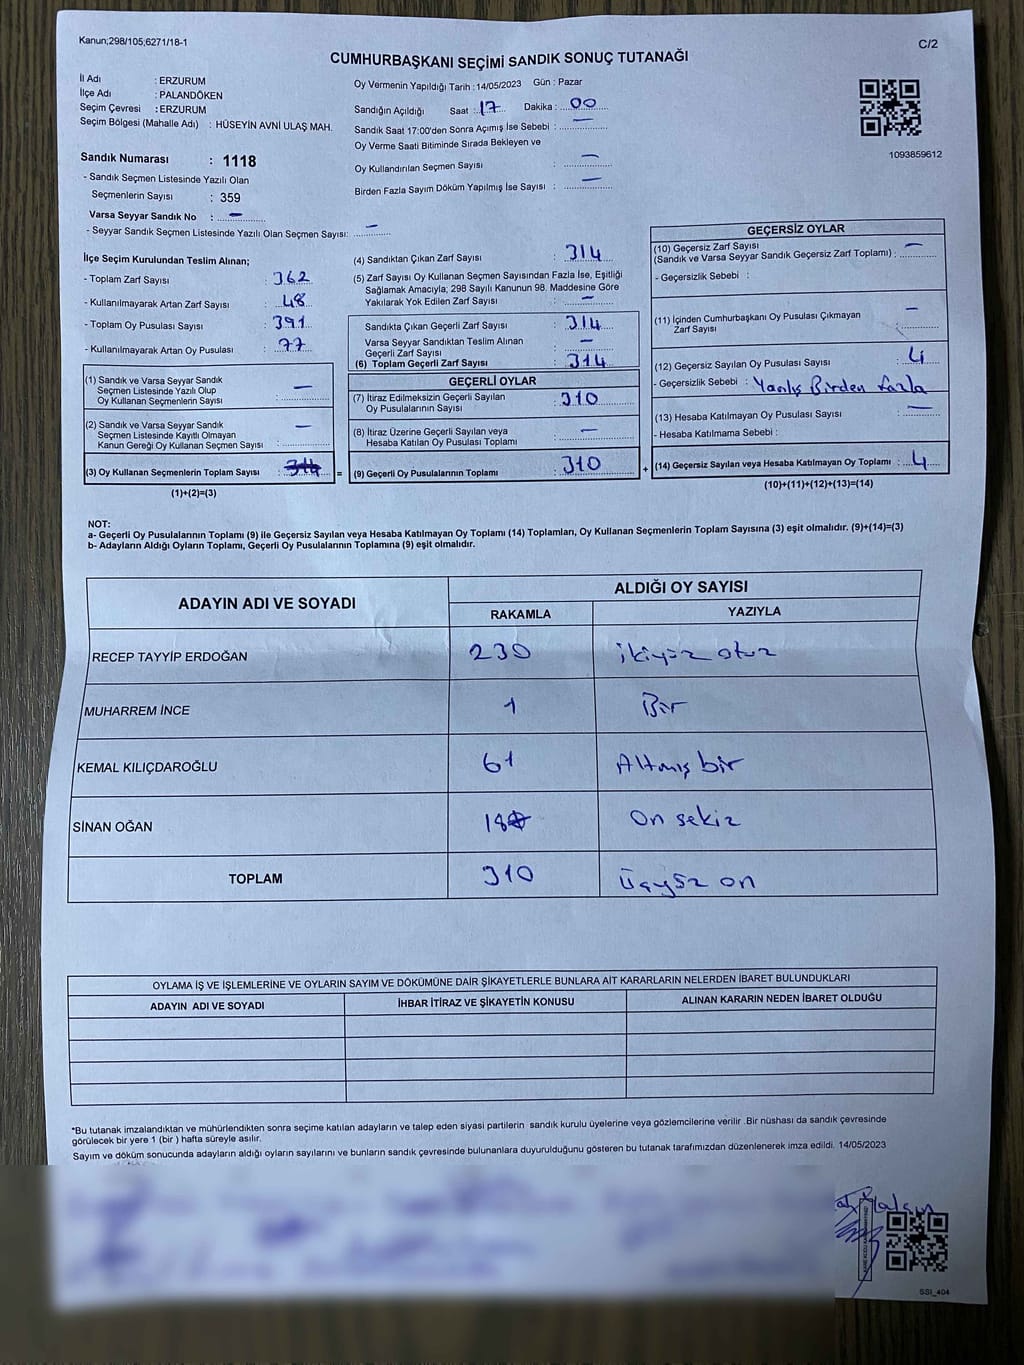 Kanun;298/105;6271/18-1
C/2
CUMHURBAŞKANI SEÇİMİ SANDIK SONUÇ TUTANAĞI
İl Adı : ERZURUM
İlçe Adı : PALANDÖKEN
Seçim Çevresi : ERZURUM
Seçim Bölgesi (Mahalle Adı) : HÜSEYİN AVNİ ULAŞ MAH.
Oy Vermenin Yapıldığı Tarih : 14/05/2023 Gün : Pazar
Sandığın Açıldığı Saat : 17 Dakika : 00
Sandık Saat 17:00'den Sonra Açımış İse Sebebi : —
Oy Verme Saati Bitiminde Sırada Bekleyen ve
Oy Kullandırılan Seçmen Sayısı : —
Birden Fazla Sayım Döküm Yapılmış İse Sayısı : —
1093859612
Sandık Numarası : 1118
- Sandık Seçmen Listesinde Yazılı Olan
Seçmenlerin Sayısı : 359
Varsa Seyyar Sandık No : —
- Seyyar Sandık Seçmen Listesinde Yazılı Olan Seçmen Sayısı: —
İlçe Seçim Kurulundan Teslim Alınan;
- Toplam Zarf Sayısı : 362
- Kullanılmayarak Artan Zarf Sayısı : 48
- Toplam Oy Pusulası Sayısı : 391
- Kullanılmayarak Artan Oy Pusulası : 77
(1) Sandık ve Varsa Seyyar Sandık
Seçmen Listesinde Yazılı Olup
Oy Kullanan Seçmenlerin Sayısı : —
(2) Sandık ve Varsa Seyyar Sandık
Seçmen Listesinde Kayıtlı Olmayan
Kanun Gereği Oy Kullanan Seçmen Sayısı : —
(3) Oy Kullanan Seçmenlerin Toplam Sayısı : 314 =
(1)+(2)=(3)
(4) Sandıktan Çıkan Zarf Sayısı : 314
(5) Zarf Sayısı Oy Kullanan Seçmen Sayısından Fazla İse, Eşitliği
Sağlamak Amacıyla; 298 Sayılı Kanunun 98. Maddesine Göre
Yakılarak Yok Edilen Zarf Sayısı : —
Sandıkta Çıkan Geçerli Zarf Sayısı : 314
Varsa Seyyar Sandıktan Teslim Alınan
Geçerli Zarf Sayısı : —
(6) Toplam Geçerli Zarf Sayısı : 314
GEÇERLİ OYLAR
(7) İtiraz Edilmeksizin Geçerli Sayılan
Oy Pusulalarının Sayısı : 310
(8) İtiraz Üzerine Geçerli Sayılan veya
Hesaba Katılan Oy Pusulası Toplamı : —
(9) Geçerli Oy Pusulalarının Toplamı : 310 +
GEÇERSİZ OYLAR
(10) Geçersiz Zarf Sayısı
(Sandık ve Varsa Seyyar Sandık Geçersiz Zarf Toplamı) : —
- Geçersizlik Sebebi :
(11) İçinden Cumhurbaşkanı Oy Pusulası Çıkmayan
Zarf Sayısı : —
(12) Geçersiz Sayılan Oy Pusulası Sayısı : 4
- Geçersizlik Sebebi : Yanlış Birden fazla
(13) Hesaba Katılmayan Oy Pusulası Sayısı : —
- Hesaba Katılmama Sebebi :
(14) Geçersiz Sayılan veya Hesaba Katılmayan Oy Toplamı : 4
(10)+(11)+(12)+(13)=(14)
NOT:
a- Geçerli Oy Pusulalarının Toplamı (9) ile Geçersiz Sayılan veya Hesaba Katılmayan Oy Toplamı (14) Toplamları, Oy Kullanan Seçmenlerin Toplam Sayısına (3) eşit olmalıdır. (9)+(14)=(3)
b- Adayların Aldığı Oyların Toplamı, Geçerli Oy Pusulalarının Toplamına (9) eşit olmalıdır.
ADAYIN ADI VE SOYADI
ALDIĞI OY SAYISI
RAKAMLA YAZIYLA
RECEP TAYYİP ERDOĞAN 230 ikiyüz otuz
MUHARREM İNCE 1 Bir
KEMAL KILIÇDAROĞLU 61 Altmış bir
SİNAN OĞAN 18 On sekiz
TOPLAM 310 Üçyüz on
OYLAMA İŞ VE İŞLEMLERİNE VE OYLARIN SAYIM VE DÖKÜMÜNE DAİR ŞİKAYETLERLE BUNLARA AİT KARARLARIN NELERDEN İBARET BULUNDUKLARI
ADAYIN ADI VE SOYADI İHBAR İTİRAZ VE ŞİKAYETİN KONUSU ALINAN KARARIN NEDEN İBARET OLDUĞU
*Bu tutanak imzalandıktan ve mühürlendikten sonra seçime katılan adayların ve talep eden siyasi partilerin sandık kurulu üyelerine veya gözlemcilerine verilir .Bir nüshası da sandık çevresinde
görülecek bir yere 1 (bir ) hafta süreyle asılır.
Sayım ve döküm sonucunda adayların aldığı oyların sayılarını ve bunların sandık çevresinde bulunanlara duyurulduğunu gösteren bu tutanak tarafımızdan düzenlenerek imza edildi. 14/05/2023
SSI_404